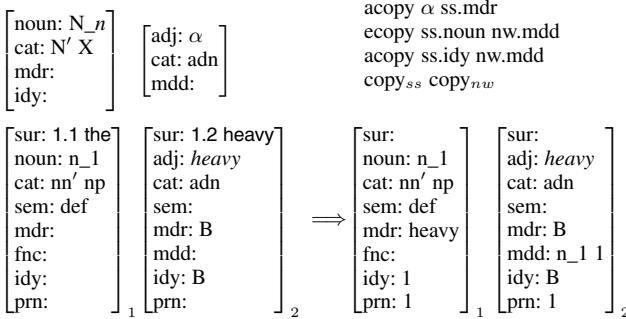 noun: N_n
cat: N′ X
mdr:
idy:
adj: α
cat: adn
mdd:
acopy α ss.mdr
ecopy ss.noun nw.mdd
acopy ss.idy nw.mdd
copyss copynw
sur: 1.1 the
noun: n_1
cat: nn′ np
sem: def
mdr:
fnc:
idy:
prn:
1
sur: 1.2 heavy
adj: heavy
cat: adn
sem:
mdr: B
mdd:
idy: B
prn:
2
⟹
sur:
noun: n_1
cat: nn′ np
sem: def
mdr: heavy
fnc:
idy: 1
prn: 1
1
sur:
adj: heavy
cat: adn
sem:
mdr: B
mdd: n_1 1
idy: B
prn: 1
2